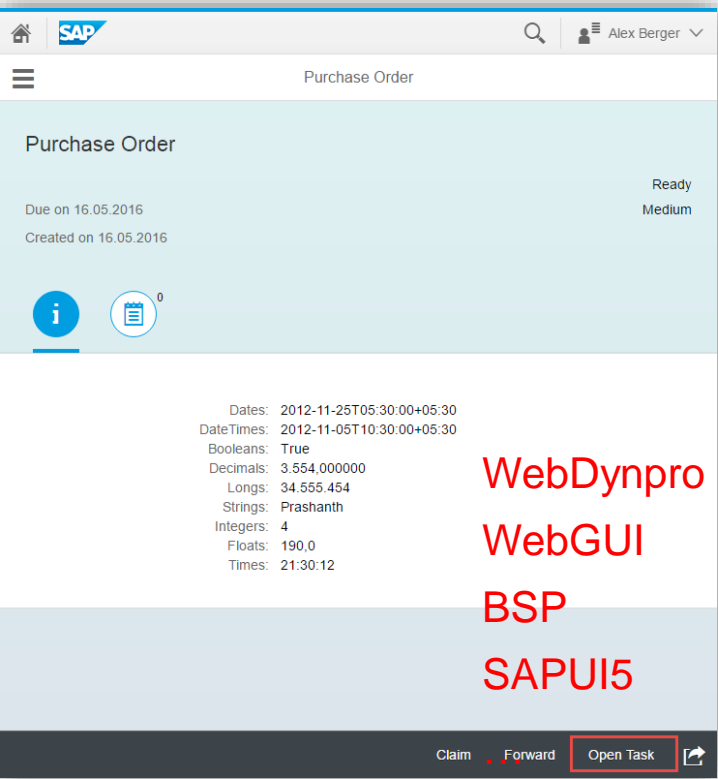 SAP
Alex Berger
Purchase Order
Purchase Order
Ready
Due on 16.05.2016
Medium
Created on 16.05.2016
i
0
Dates: 2012-11-25T05:30:00+05:30
DateTimes: 2012-11-05T10:30:00+05:30
Booleans: True
Decimals: 3.554,000000
Longs: 34.555.454
Strings: Prashanth
Integers: 4
Floats: 190,0
Times: 21:30:12
WebDynpro
WebGUI
BSP
SAPUI5
...
Claim Forward Open Task